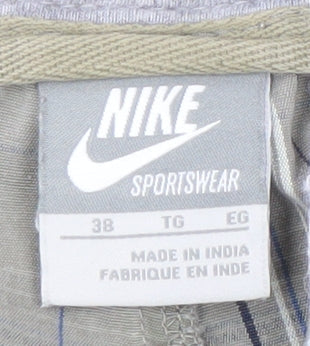 NIKE
SPORTSWEAR
38 TG EG
MADE IN INDIA
FABRIQUE EN INDE